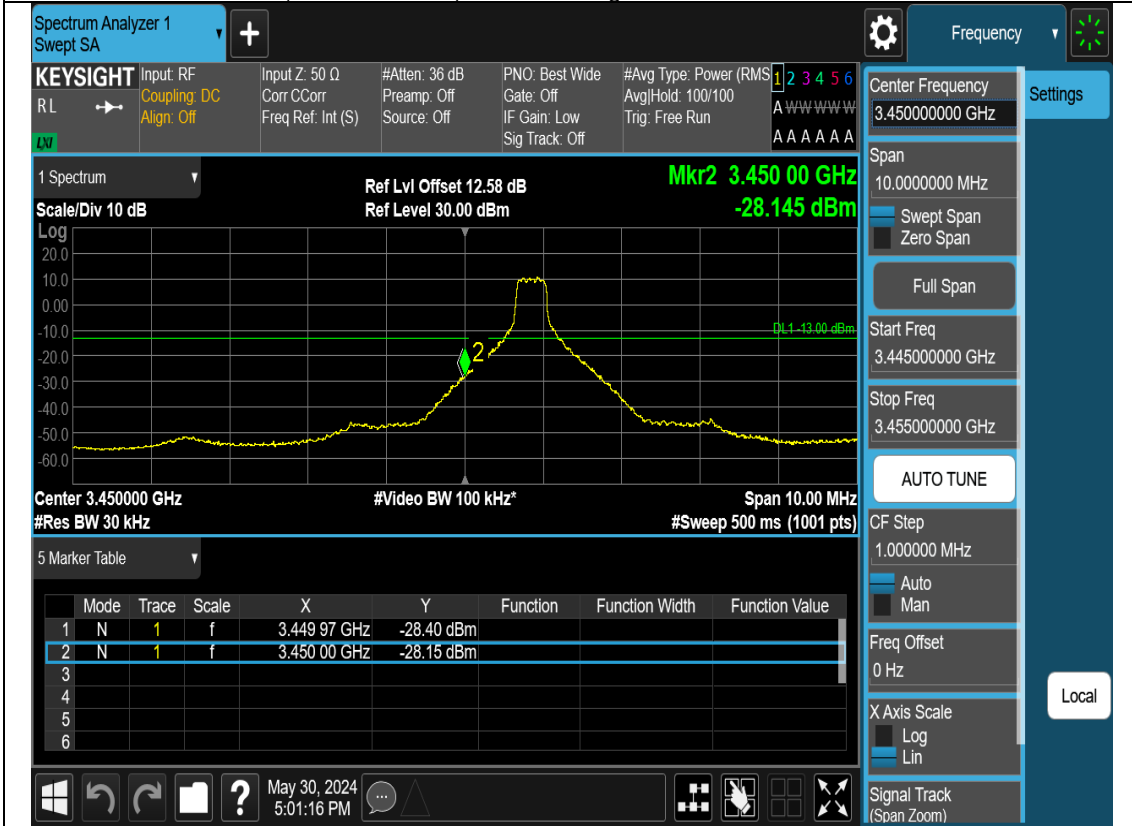 Spectrum Analyzer 1
Swept SA
+
Frequency
KEYSIGHT
R L
LXI
Input: RF
Coupling: DC
Align: Off
Input Z: 50 Ω
Corr CCorr
Freq Ref: Int (S)
#Atten: 36 dB
Preamp: Off
Source: Off
PNO: Best Wide
Gate: Off
IF Gain: Low
Sig Track: Off
#Avg Type: Power (RMS
Avg|Hold: 100/100
Trig: Free Run
1 2 3 4 5 6
A W W W W W
A A A A A A
1 Spectrum
Scale/Div 10 dB
Ref Lvl Offset 12.58 dB
Ref Level 30.00 dBm
Mkr2 3.450 00 GHz
-28.145 dBm
Log
20.0
10.0
0.00
-10.0
-20.0
-30.0
-40.0
-50.0
-60.0
DL1 -13.00 dBm
2
Center 3.450000 GHz
#Video BW 100 kHz*
Span 10.00 MHz
#Res BW 30 kHz
#Sweep 500 ms (1001 pts)
5 Marker Table
Mode Trace Scale X Y Function Function Width Function Value
1 N 1 f 3.449 97 GHz -28.40 dBm
2 N 1 f 3.450 00 GHz -28.15 dBm
3
4
5
6
Center Frequency
3.450000000 GHz
Span
10.0000000 MHz
Swept Span
Zero Span
Full Span
Start Freq
3.445000000 GHz
Stop Freq
3.455000000 GHz
AUTO TUNE
CF Step
1.000000 MHz
Auto
Man
Freq Offset
0 Hz
X Axis Scale
Log
Lin
Signal Track
(Span Zoom)
Settings
Local
?
May 30, 2024
5:01:16 PM